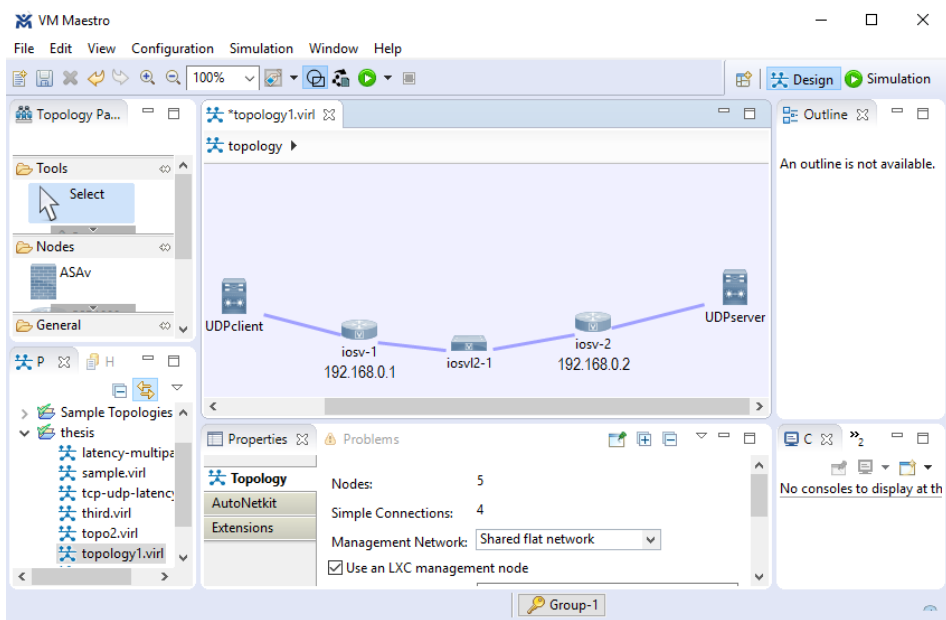 VM Maestro
File Edit View Configuration Simulation Window Help
100%
Design
Simulation
Topology Pa...
*topology1.virl
Outline
topology
An outline is not available.
Tools
Select
Nodes
ASAv
General
UDPclient
iosv-1
192.168.0.1
iosvl2-1
iosv-2
192.168.0.2
UDPserver
P
H
Sample Topologies
thesis
latency-multipa
sample.virl
tcp-udp-latency
third.virl
topo2.virl
topology1.virl
Properties
Problems
Topology
AutoNetkit
Extensions
Nodes: 5
Simple Connections: 4
Management Network: Shared flat network
Use an LXC management node
C
»2
No consoles to display at th
Group-1